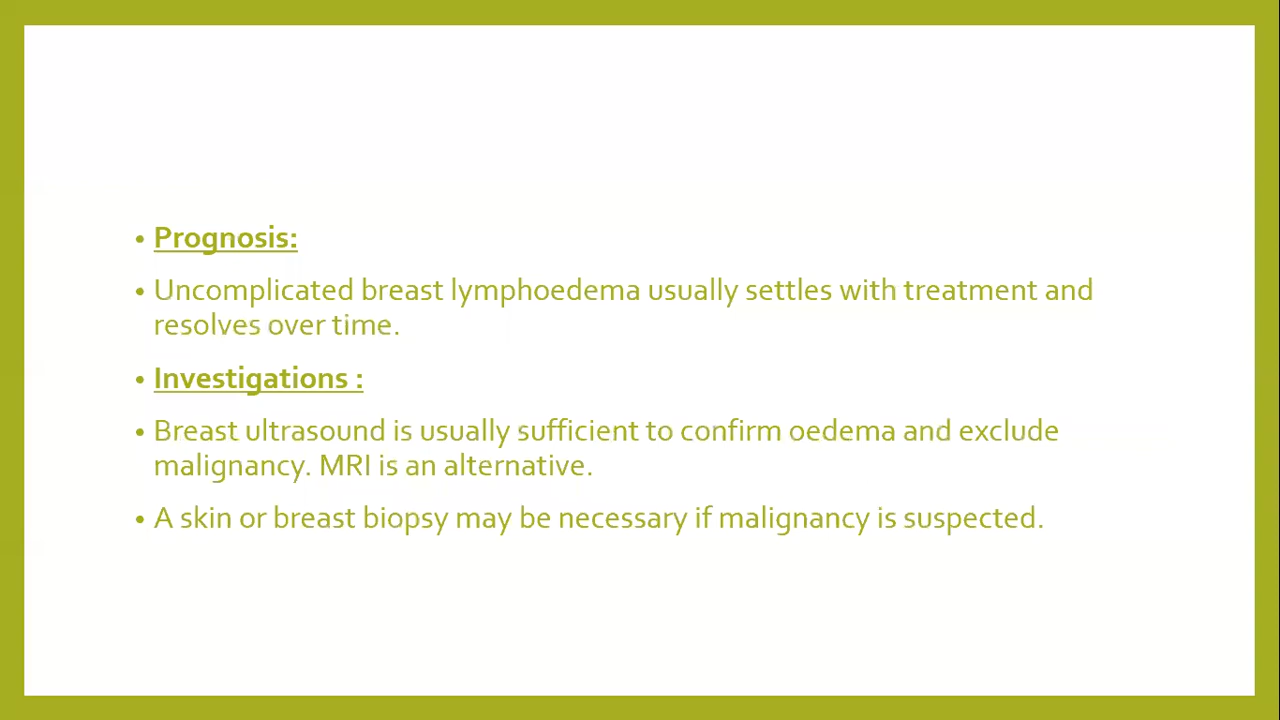 • Prognosis:
• Uncomplicated breast lymphoedema usually settles with treatment and
resolves over time.
• Investigations :
• Breast ultrasound is usually sufficient to confirm oedema and exclude
malignancy. MRI is an alternative.
• A skin or breast biopsy may be necessary if malignancy is suspected.